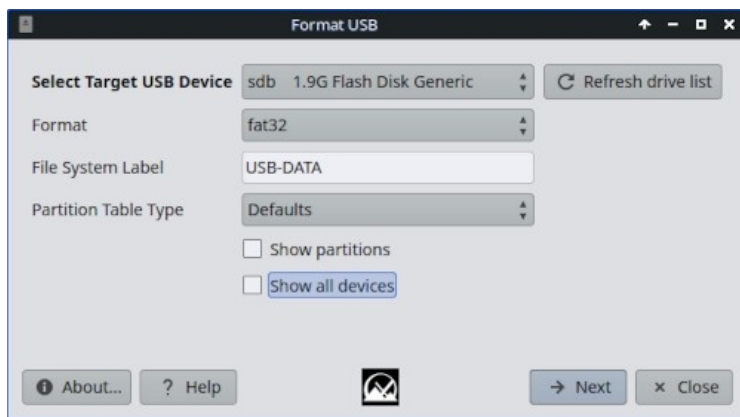 Format USB
Select Target USB Device sdb 1.9G Flash Disk Generic Refresh drive list
Format fat32
File System Label USB-DATA
Partition Table Type Defaults
Show partitions
Show all devices
About... ? Help Next Close